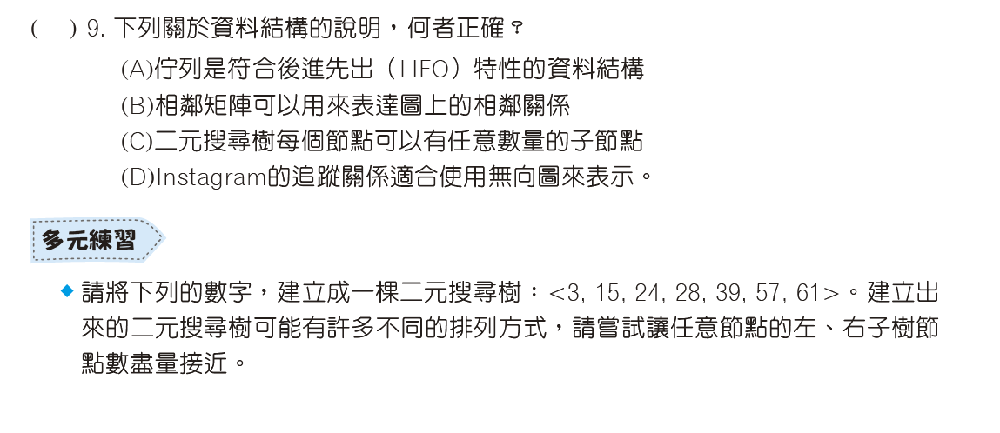 (　) 9. 下列關於資料結構的說明，何者正確？
(A)佇列是符合後進先出（LIFO）特性的資料結構
(B)相鄰矩陣可以用來表達圖上的相鄰關係
(C)二元搜尋樹每個節點可以有任意數量的子節點
(D)Instagram的追蹤關係適合使用無向圖來表示。
多元練習
◆ 請將下列的數字，建立成一棵二元搜尋樹：<3, 15, 24, 28, 39, 57, 61>。建立出
來的二元搜尋樹可能有許多不同的排列方式，請嘗試讓任意節點的左、右子樹節
點數盡量接近。